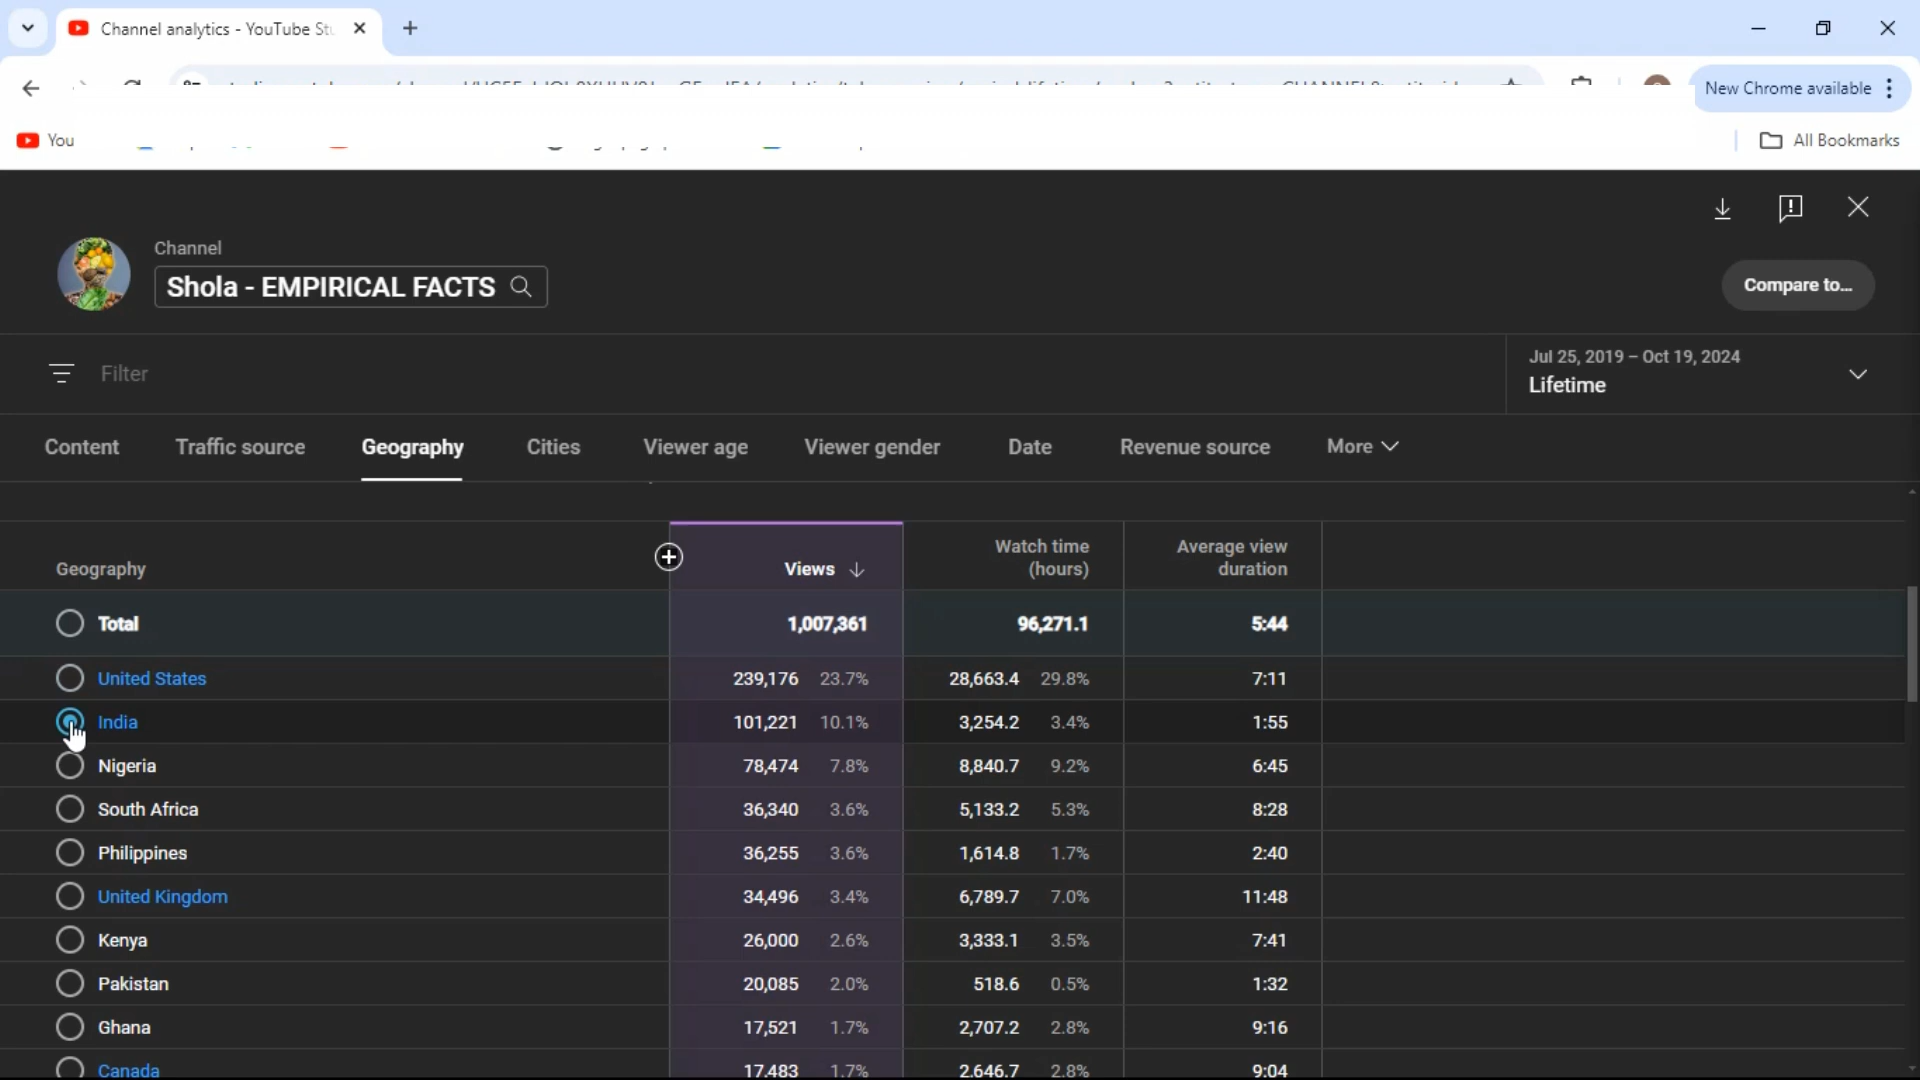 Channel analytics - YouTube Stu
New Chrome available
You
All Bookmarks
Channel
Shola - EMPIRICAL FACTS
Compare to...
Filter
Jul 25, 2019 – Oct 19, 2024
Lifetime
Content Traffic source Geography Cities Viewer age Viewer gender Date Revenue source More
Geography Views Watch time (hours) Average view duration
Total 1,007,361 96,271.1 5:44
United States 239,176 23.7% 28,663.4 29.8% 7:11
India 101,221 10.1% 3,254.2 3.4% 1:55
Nigeria 78,474 7.8% 8,840.7 9.2% 6:45
South Africa 36,340 3.6% 5,133.2 5.3% 8:28
Philippines 36,255 3.6% 1,614.8 1.7% 2:40
United Kingdom 34,496 3.4% 6,789.7 7.0% 11:48
Kenya 26,000 2.6% 3,333.1 3.5% 7:41
Pakistan 20,085 2.0% 518.6 0.5% 1:32
Ghana 17,521 1.7% 2,707.2 2.8% 9:16
Canada 17,483 1.7% 2,646.7 2.8% 9:04